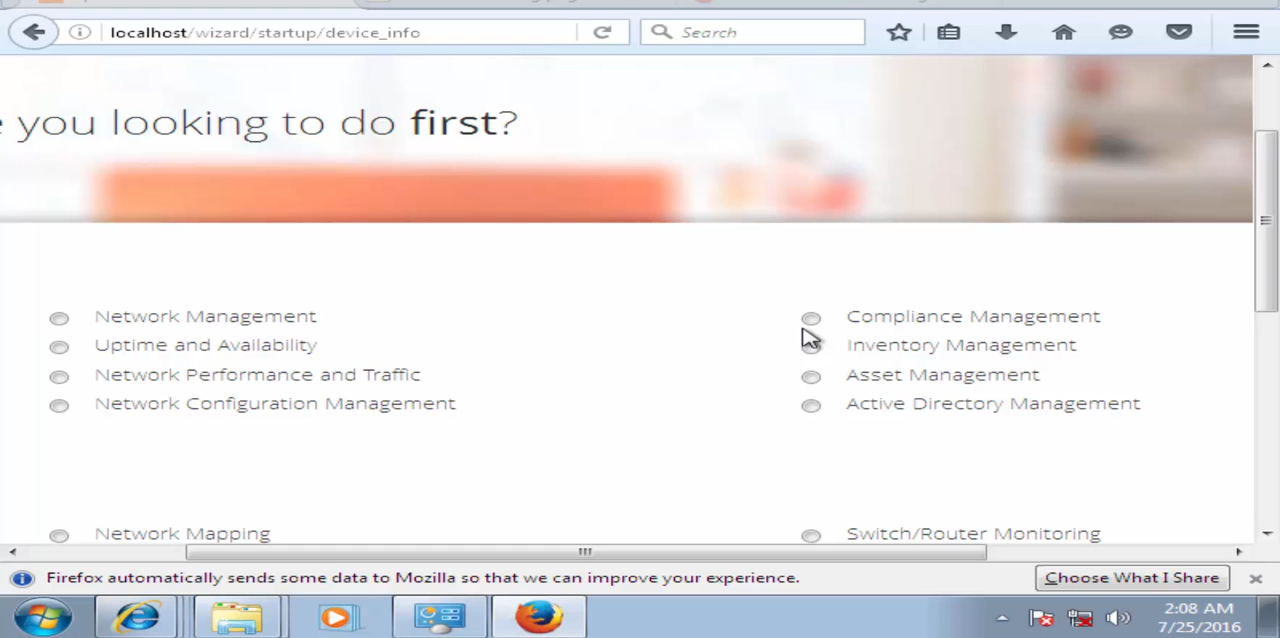 localhost/wizard/startup/device_info
Search
you looking to do first?
Network Management
Uptime and Availability
Network Performance and Traffic
Network Configuration Management
Compliance Management
Inventory Management
Asset Management
Active Directory Management
Network Mapping
Switch/Router Monitoring
Firefox automatically sends some data to Mozilla so that we can improve your experience.
Choose What I Share
2:08 AM
7/25/2016